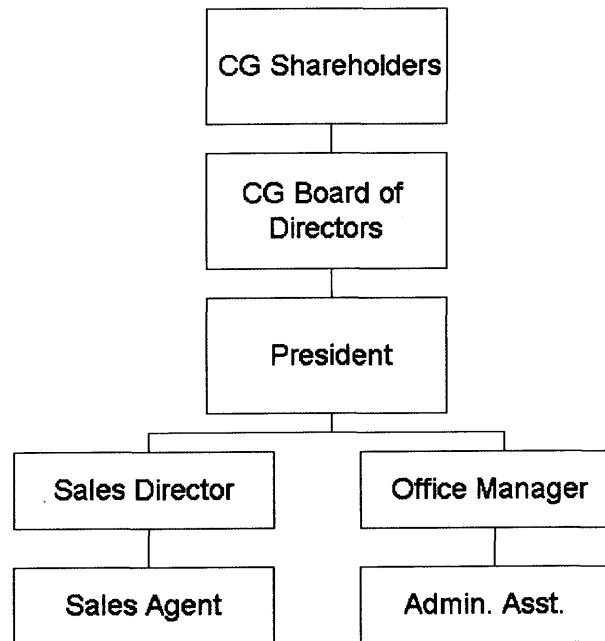 CG Shareholders
CG Board of
Directors
President
Sales Director
Office Manager
Sales Agent
Admin. Asst.